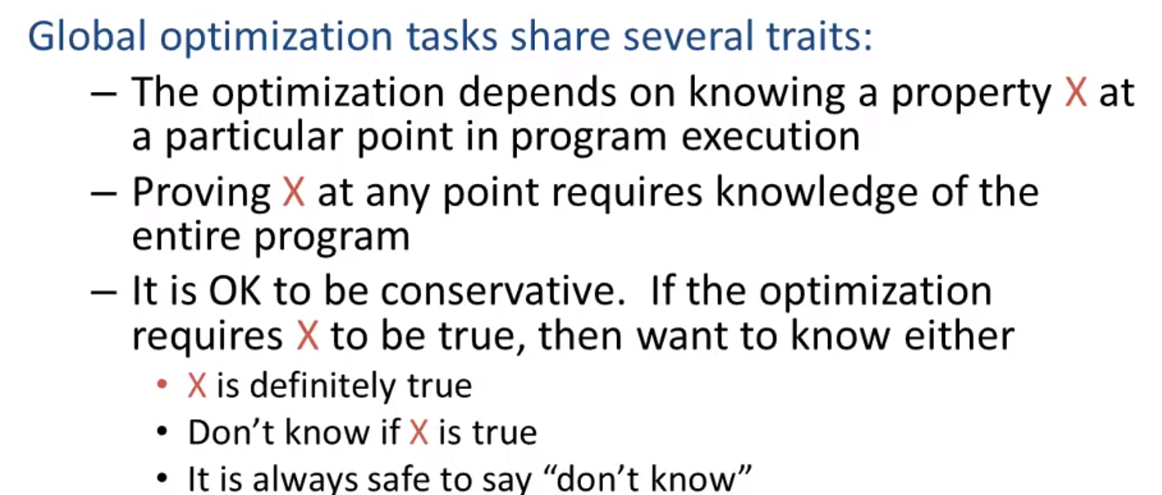 Global optimization tasks share several traits:
– The optimization depends on knowing a property X at
a particular point in program execution
– Proving X at any point requires knowledge of the
entire program
– It is OK to be conservative.  If the optimization
requires X to be true, then want to know either
• X is definitely true
• Don’t know if X is true
• It is always safe to say “don’t know”